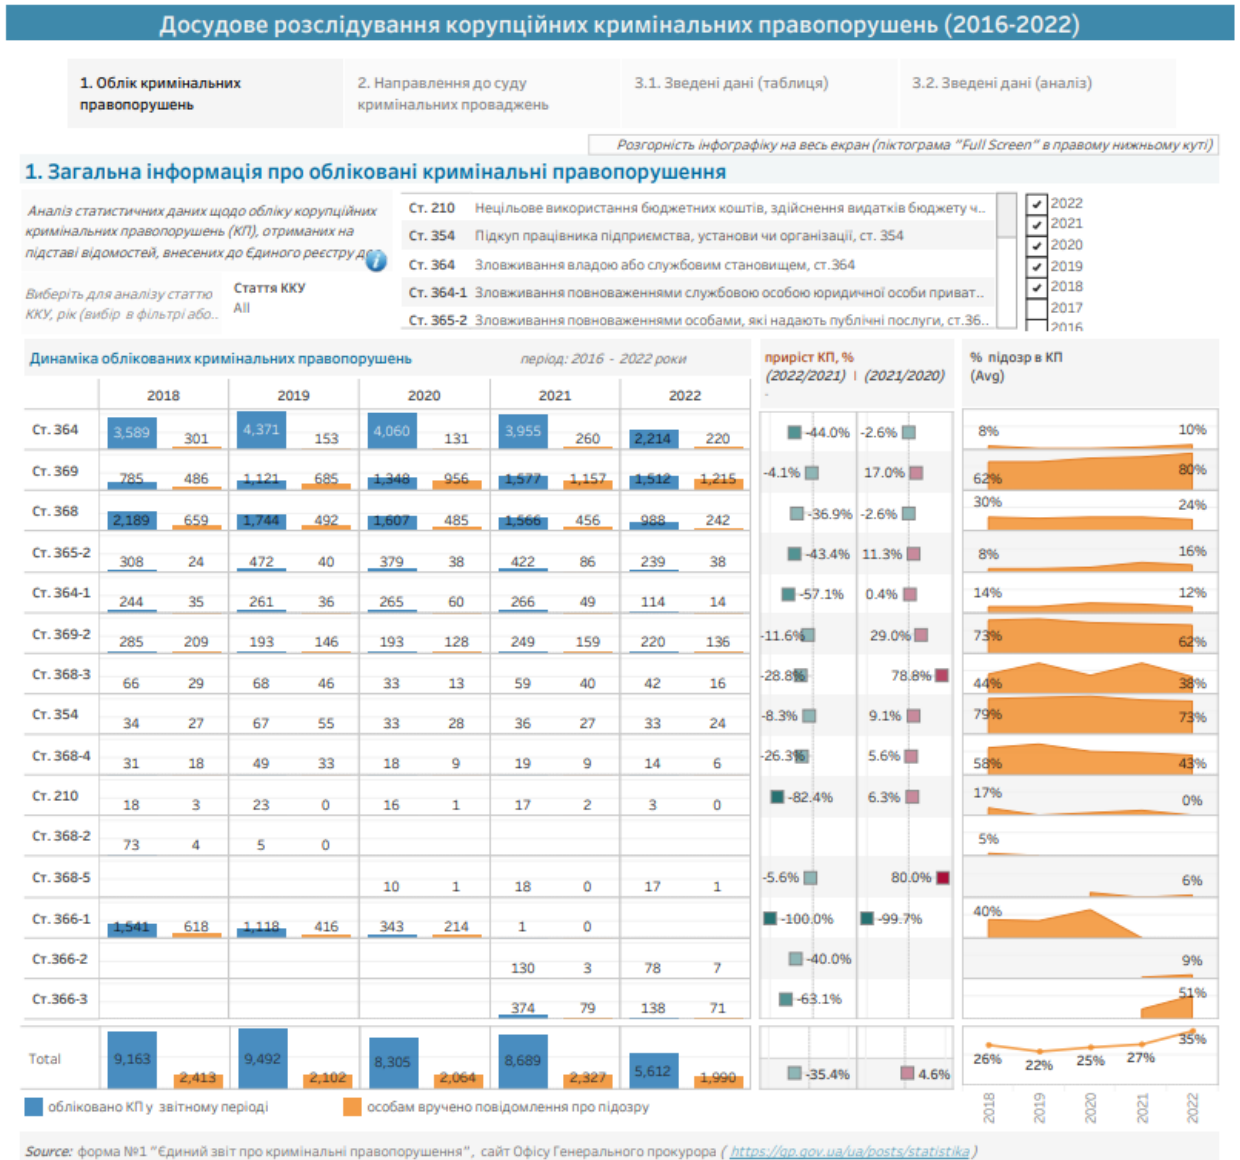 Досудове розслідування корупційних кримінальних правопорушень (2016-2022)
1. Облік кримінальних правопорушень
2. Направлення до суду кримінальних проваджень
3.1. Зведені дані (таблиця)
3.2. Зведені дані (аналіз)
Розгорність інфографіку на весь екран (піктограма "Full Screen" в правому нижньому куті)
1. Загальна інформація про обліковані кримінальні правопорушення
Аналіз статистичних даних щодо обліку корупційних
кримінальних правопорушень (КП), отриманих на
підставі відомостей, внесених до Єдиного реєстру до
Виберіть для аналізу статтю
ККУ, рік (вибір в фільтрі або..
Стаття ККУ
All
Ст. 210 Нецільове використання бюджетних коштів, здійснення видатків бюджету ч..
Ст. 354 Підкуп працівника підприємства, установи чи організації, ст. 354
Ст. 364 Зловживання владою або службовим становищем, ст.364
Ст. 364-1 Зловживання повноваженнями службовою особою юридичної особи приват..
Ст. 365-2 Зловживання повноваженнями особами, які надають публічні послуги, ст.36..
2022
2021
2020
2019
2018
2017
2016
Динаміка облікованих кримінальних правопорушень період: 2016 - 2022 роки
приріст КП, %
(2022/2021) | (2021/2020)
% підозр в КП
(Avg)
2018 2019 2020 2021 2022
Ст. 364 3,589 301 4,371 153 4,060 131 3,955 260 2,214 220 -44.0% -2.6% 8% 10%
Ст. 369 785 486 1,121 685 1,348 956 1,577 1,157 1,512 1,215 -4.1% 17.0% 62% 80%
Ст. 368 2,189 659 1,744 492 1,607 485 1,566 456 988 242 -36.9% -2.6% 30% 24%
Ст. 365-2 308 24 472 40 379 38 422 86 239 38 -43.4% 11.3% 8% 16%
Ст. 364-1 244 35 261 36 265 60 266 49 114 14 -57.1% 0.4% 14% 12%
Ст. 369-2 285 209 193 146 193 128 249 159 220 136 -11.6% 29.0% 73% 62%
Ст. 368-3 66 29 68 46 33 13 59 40 42 16 -28.8% 78.8% 44% 38%
Ст. 354 34 27 67 55 33 28 36 27 33 24 -8.3% 9.1% 79% 73%
Ст. 368-4 31 18 49 33 18 9 19 9 14 6 -26.3% 5.6% 58% 43%
Ст. 210 18 3 23 0 16 1 17 2 3 0 -82.4% 6.3% 17% 0%
Ст. 368-2 73 4 5 0 5%
Ст. 368-5 10 1 18 0 17 1 -5.6% 80.0% 6%
Ст. 366-1 1,541 618 1,118 416 343 214 1 0 -100.0% -99.7% 40%
Ст.366-2 130 3 78 7 -40.0% 9%
Ст.366-3 374 79 138 71 -63.1% 51%
Total 9,163 2,413 9,492 2,102 8,305 2,064 8,689 2,327 5,612 1,990 -35.4% 4.6% 26% 22% 25% 27% 35%
2018 2019 2020 2021 2022
обліковано КП у звітному періоді особам вручено повідомлення про підозру
Source: форма №1 "Єдиний звіт про кримінальні правопорушення", сайт Офісу Генерального прокурора ( https://gp.gov.ua/ua/posts/statistika )